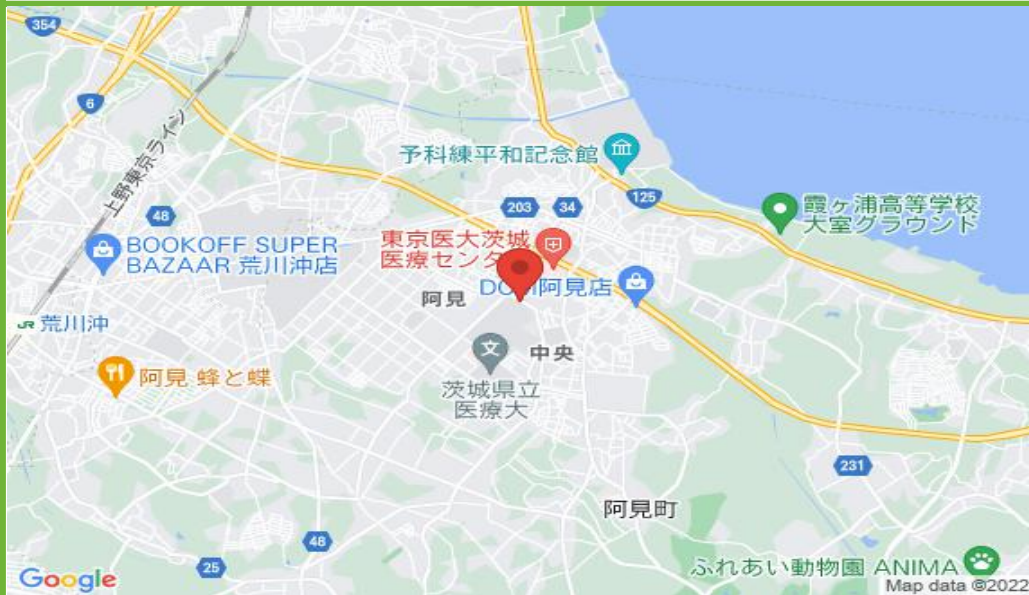 354
6
上野東京ライン
予科練平和記念館
203
34
125
48
霞ヶ浦高等学校
大室グラウンド
BOOKOFF SUPER
BAZAAR 荒川沖店
東京医大茨城
医療センタ
阿見
阿見店
JR 荒川沖
中央
阿見 蜂と蝶
茨城県立
医療大
231
阿見町
48
25
ふれあい動物園 ANIMA
Google
Map data ©2022